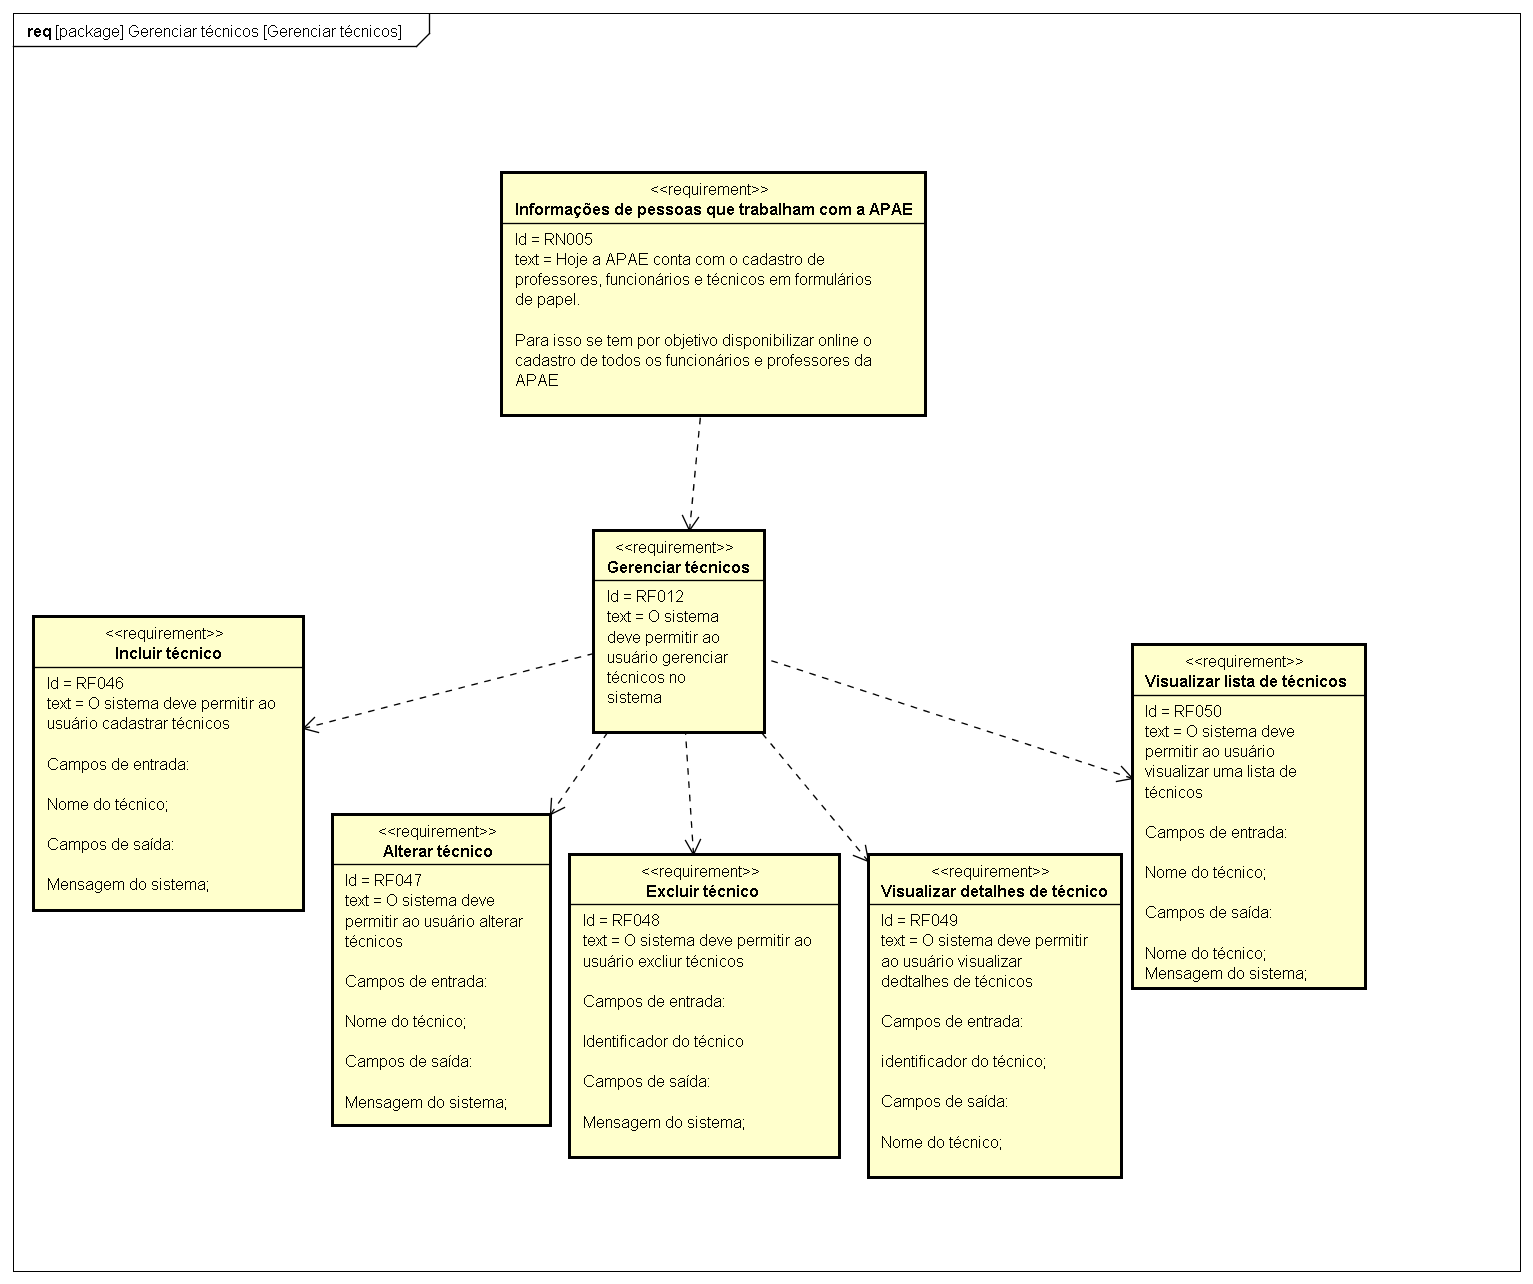 req [package] Gerenciar técnicos [Gerenciar técnicos]
<<requirement>>
Informações de pessoas que trabalham com a APAE
Id = RN005
text = Hoje a APAE conta com o cadastro de
professores, funcionários e técnicos em formulários
de papel.
Para isso se tem por objetivo disponibilizar online o
cadastro de todos os funcionários e professores da
APAE
<<requirement>>
Gerenciar técnicos
Id = RF012
text = O sistema
deve permitir ao
usuário gerenciar
técnicos no
sistema
<<requirement>>
Incluir técnico
Id = RF046
text = O sistema deve permitir ao
usuário cadastrar técnicos
Campos de entrada:
Nome do técnico;
Campos de saída:
Mensagem do sistema;
<<requirement>>
Alterar técnico
Id = RF047
text = O sistema deve
permitir ao usuário alterar
técnicos
Campos de entrada:
Nome do técnico;
Campos de saída:
Mensagem do sistema;
<<requirement>>
Excluir técnico
Id = RF048
text = O sistema deve permitir ao
usuário excliur técnicos
Campos de entrada:
Identificador do técnico
Campos de saída:
Mensagem do sistema;
<<requirement>>
Visualizar detalhes de técnico
Id = RF049
text = O sistema deve permitir
ao usuário visualizar
dedtalhes de técnicos
Campos de entrada:
identificador do técnico;
Campos de saída:
Nome do técnico;
<<requirement>>
Visualizar lista de técnicos
Id = RF050
text = O sistema deve
permitir ao usuário
visualizar uma lista de
técnicos
Campos de entrada:
Nome do técnico;
Campos de saída:
Nome do técnico;
Mensagem do sistema;